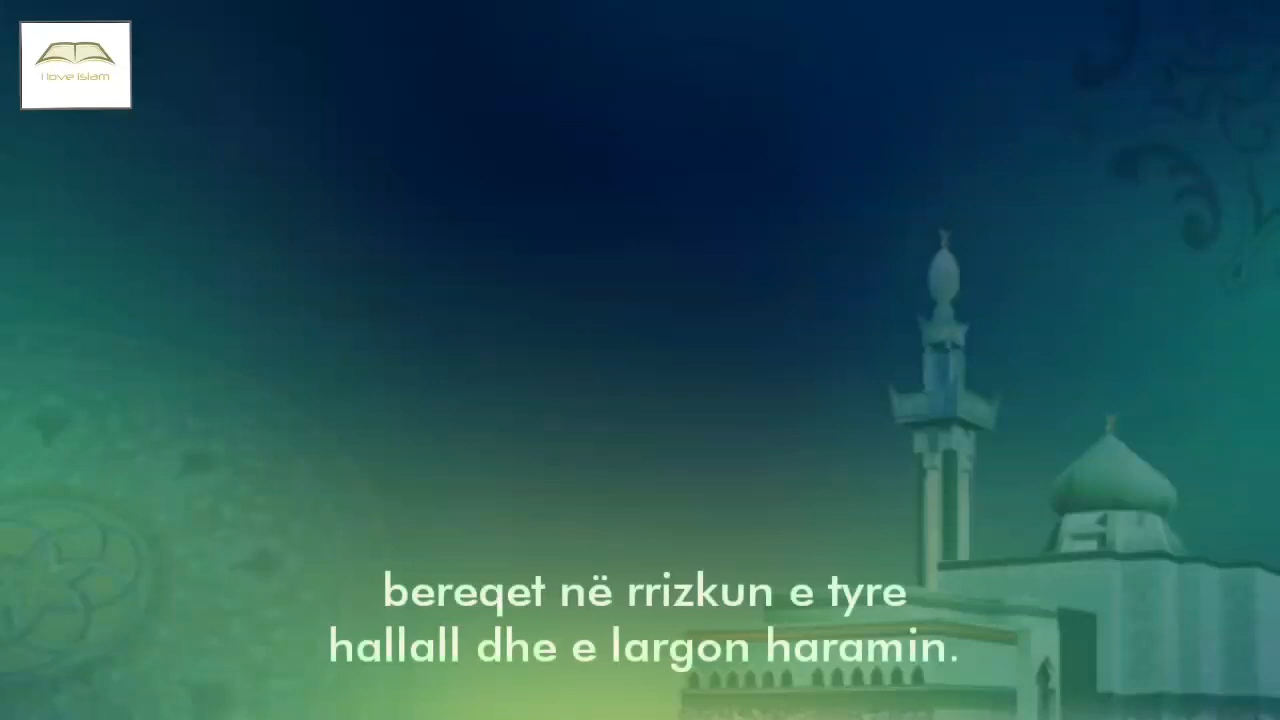 I love islam
bereqet në rrizkun e tyre
hallall dhe e largon haramin.